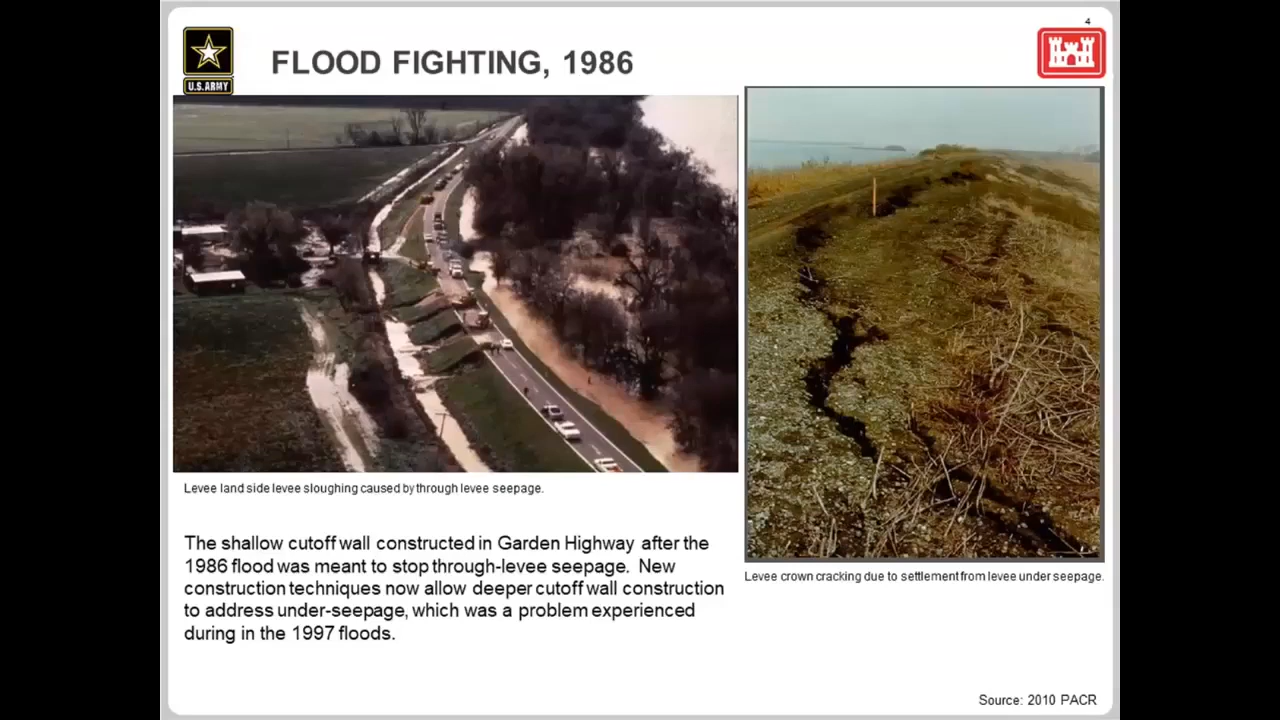 4
U.S.ARMY
FLOOD FIGHTING, 1986
Levee land side levee sloughing caused by through levee seepage.
Levee crown cracking due to settlement from levee under seepage.
The shallow cutoff wall constructed in Garden Highway after the
1986 flood was meant to stop through-levee seepage. New
construction techniques now allow deeper cutoff wall construction
to address under-seepage, which was a problem experienced
during in the 1997 floods.
Source: 2010 PACR